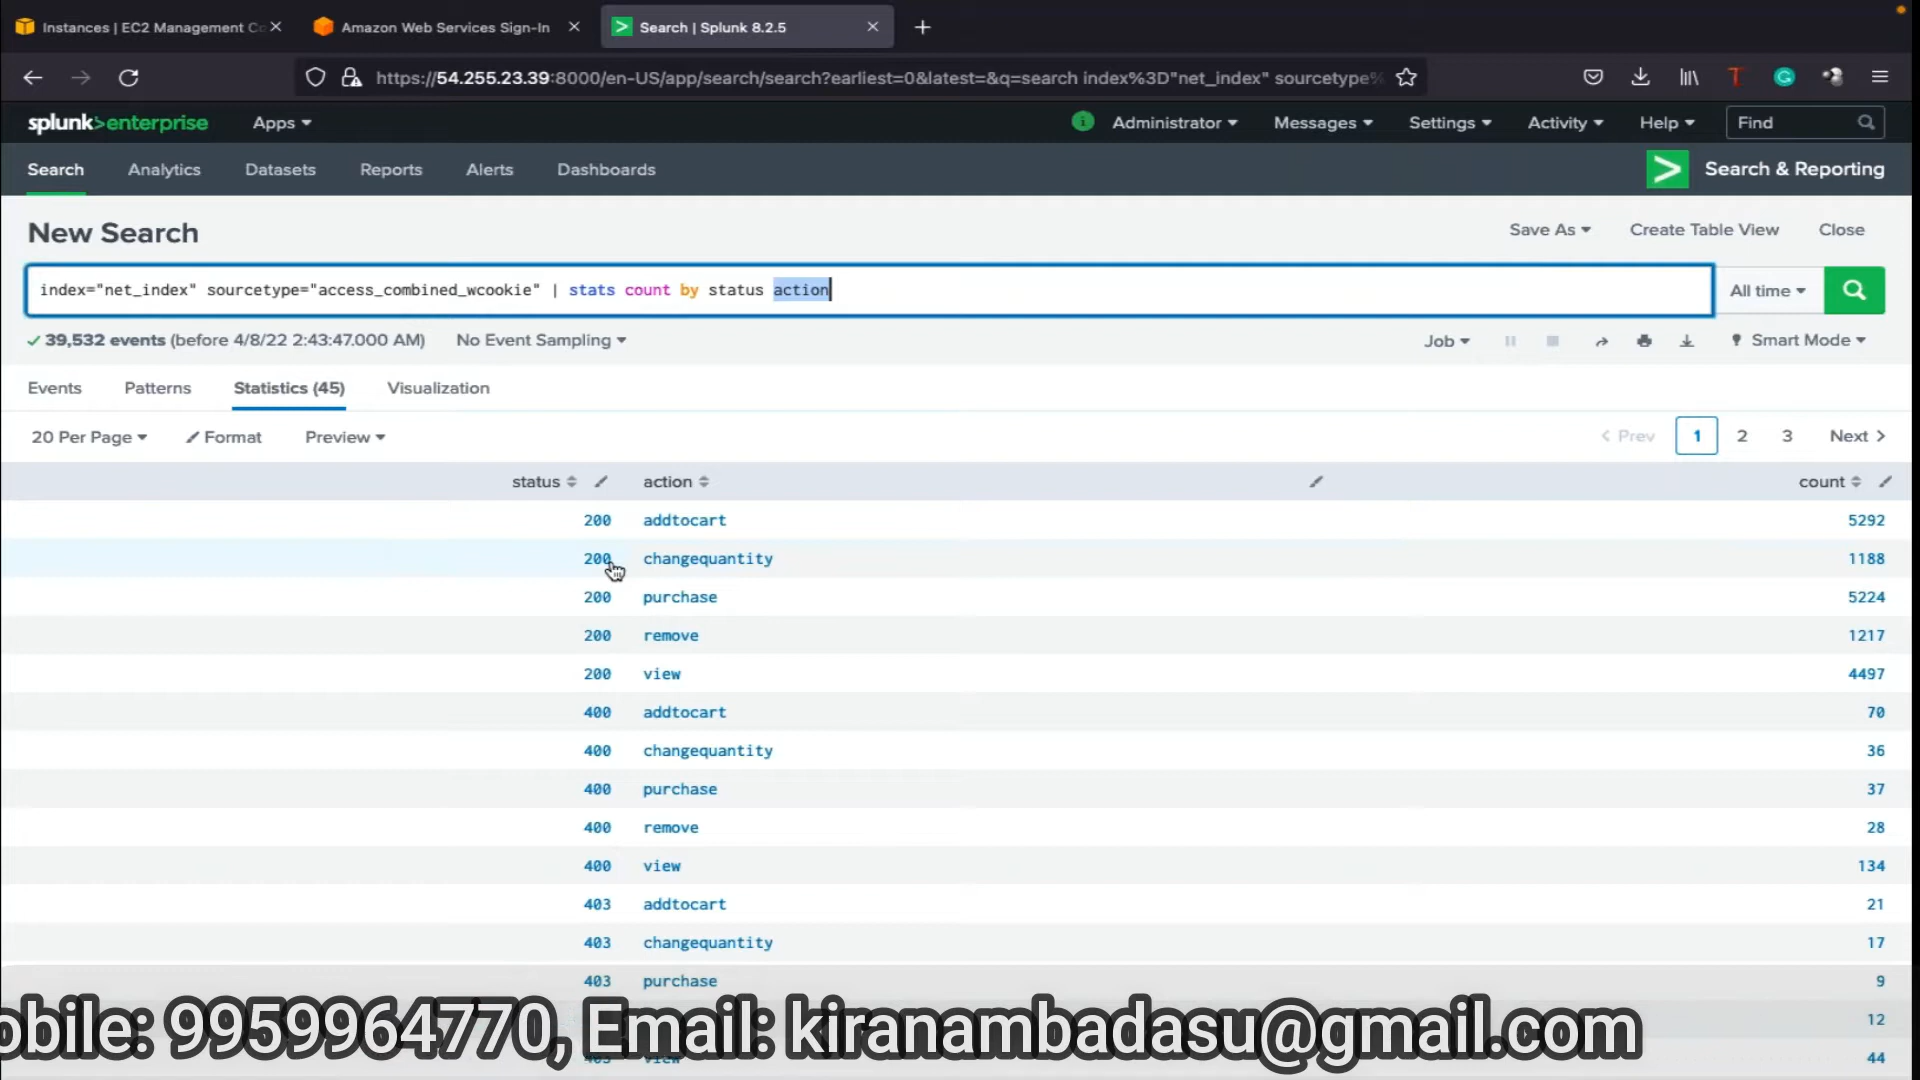 Instances | EC2 Management Co
Amazon Web Services Sign-In
Search | Splunk 8.2.5
https://54.255.23.39:8000/en-US/app/search/search?earliest=0&latest=&q=search index%3D"net_index" sourcetype%
splunk>enterprise Apps
Administrator Messages Settings Activity Help Find
Search Analytics Datasets Reports Alerts Dashboards
Search & Reporting
New Search
Save As Create Table View Close
index="net_index" sourcetype="access_combined_wcookie" | stats count by status action
All time
39,532 events (before 4/8/22 2:43:47.000 AM) No Event Sampling
Job Smart Mode
Events Patterns Statistics (45) Visualization
20 Per Page Format Preview
Prev 1 2 3 Next
status action count
200 addtocart 5292
200 changequantity 1188
200 purchase 5224
200 remove 1217
200 view 4497
400 addtocart 70
400 changequantity 36
400 purchase 37
400 remove 28
400 view 134
403 addtocart 21
403 changequantity 17
403 purchase 9
12
403 view 44
obile: 9959964770, Email: kiranambadasu@gmail.com